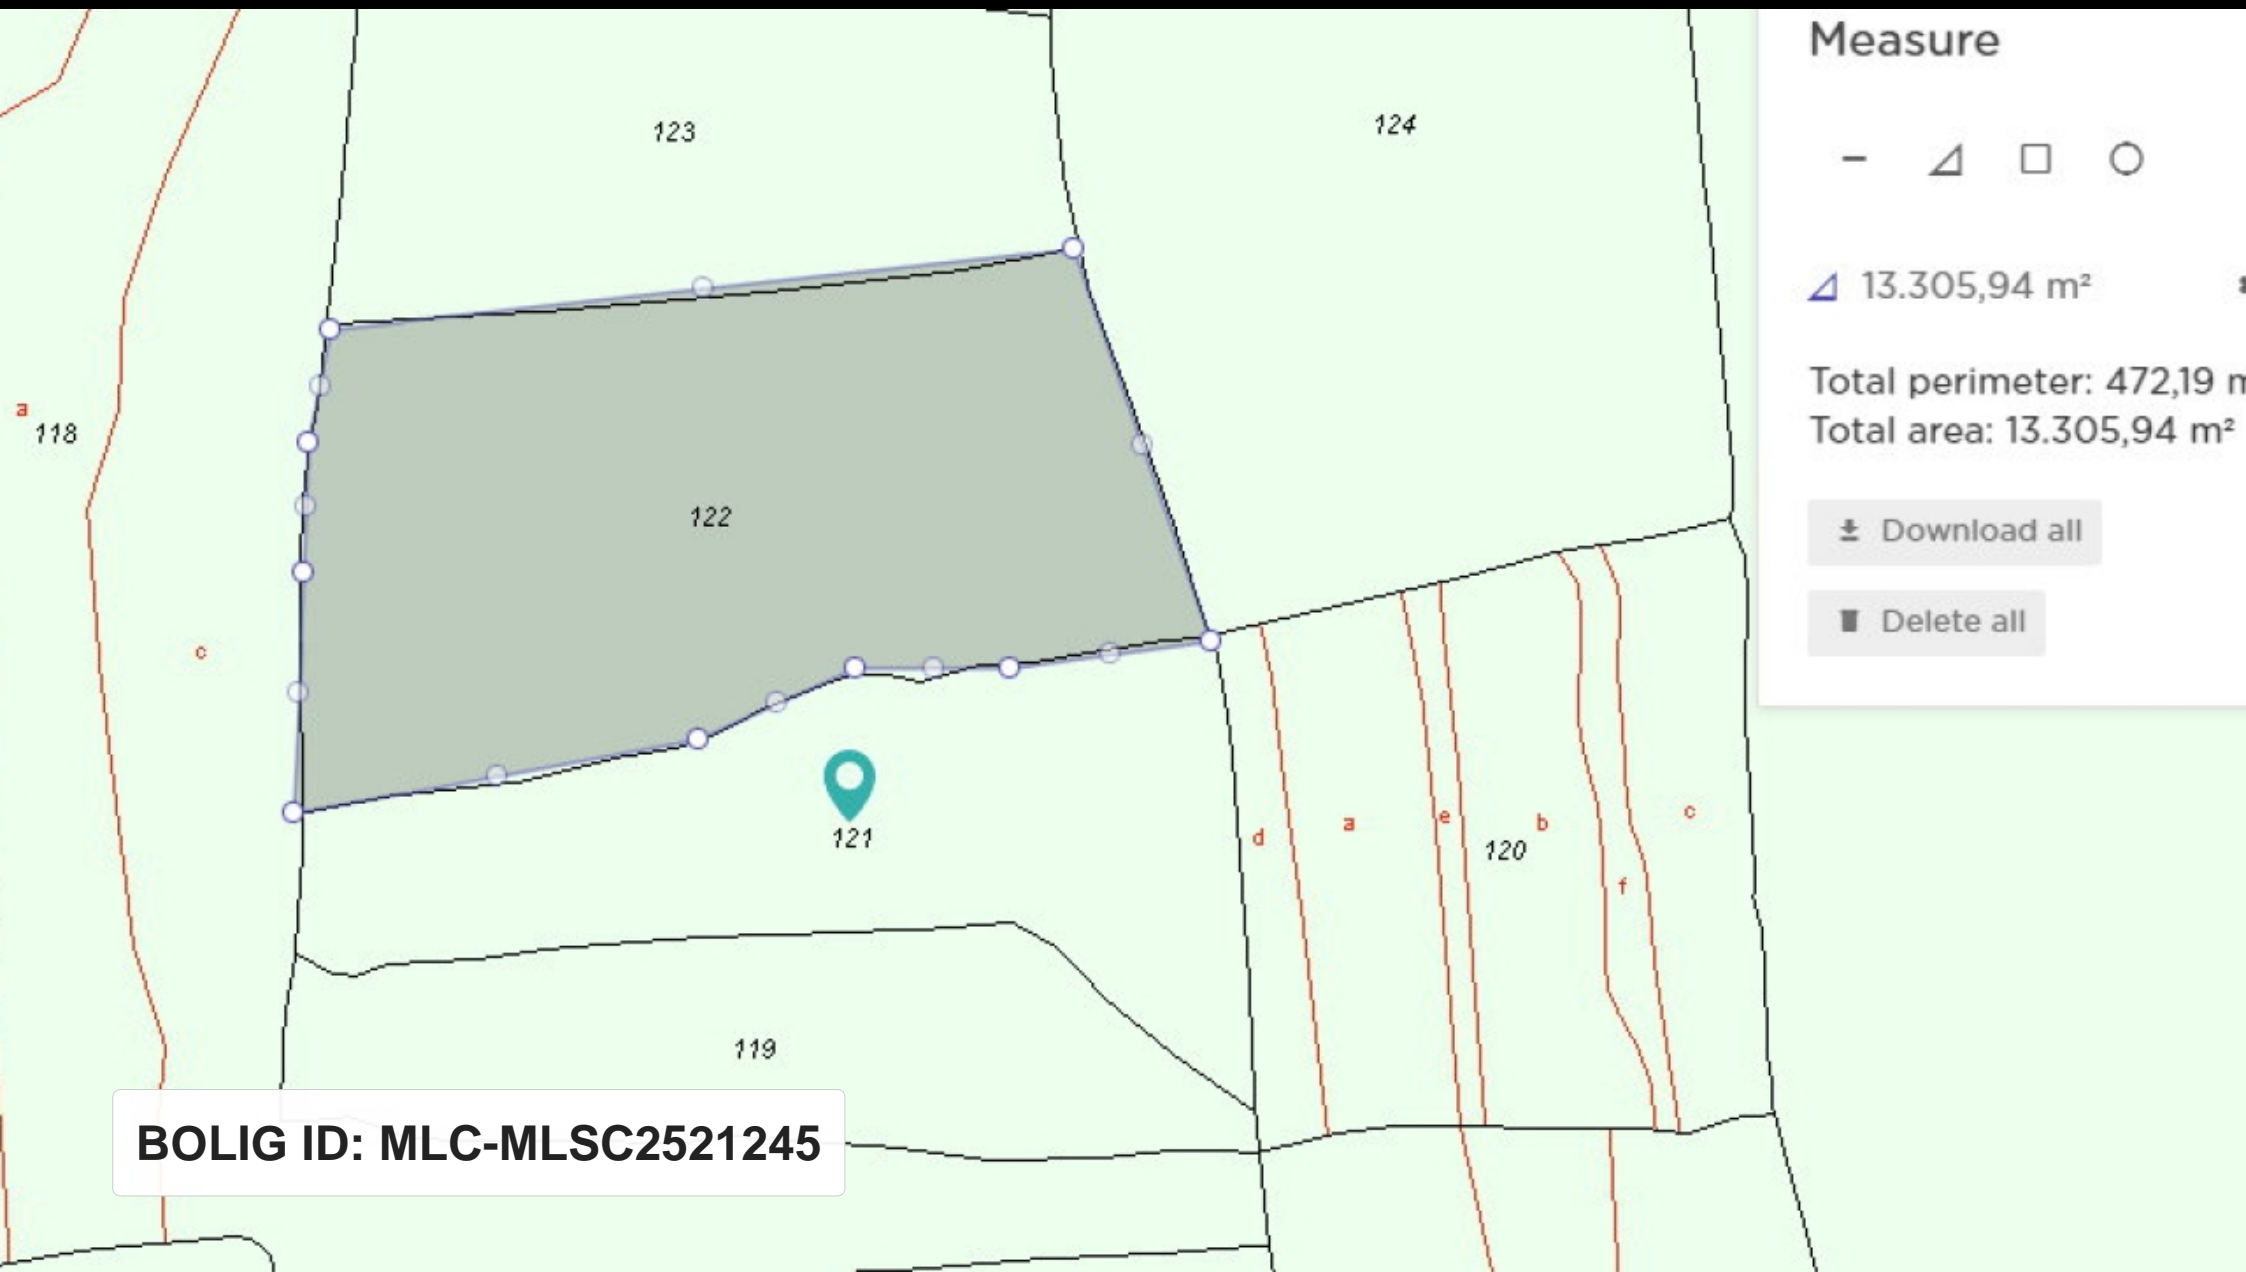 Measure
123
124
13.305,94 m²
Total perimeter: 472,19 m
Total area: 13.305,94 m²
a
118
122
Download all
Delete all
c
121
d
a
e
b
c
120
f
119
BOLIG ID: MLC-MLSC2521245